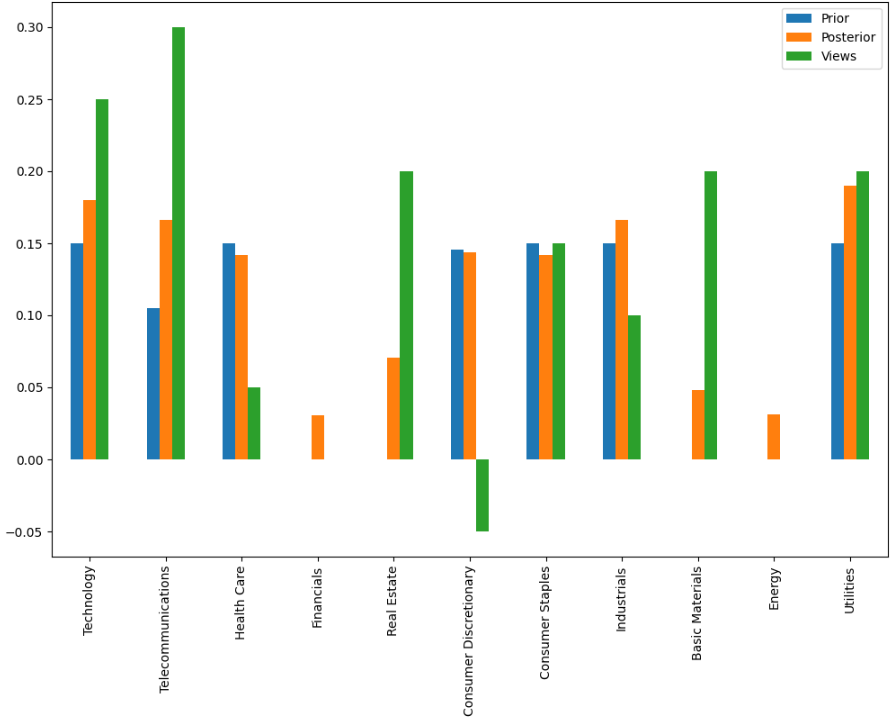 Prior
Posterior
Views
0.30
0.25
0.20
0.15
0.10
0.05
0.00
−0.05
Technology
Telecommunications
Health Care
Financials
Real Estate
Consumer Discretionary
Consumer Staples
Industrials
Basic Materials
Energy
Utilities